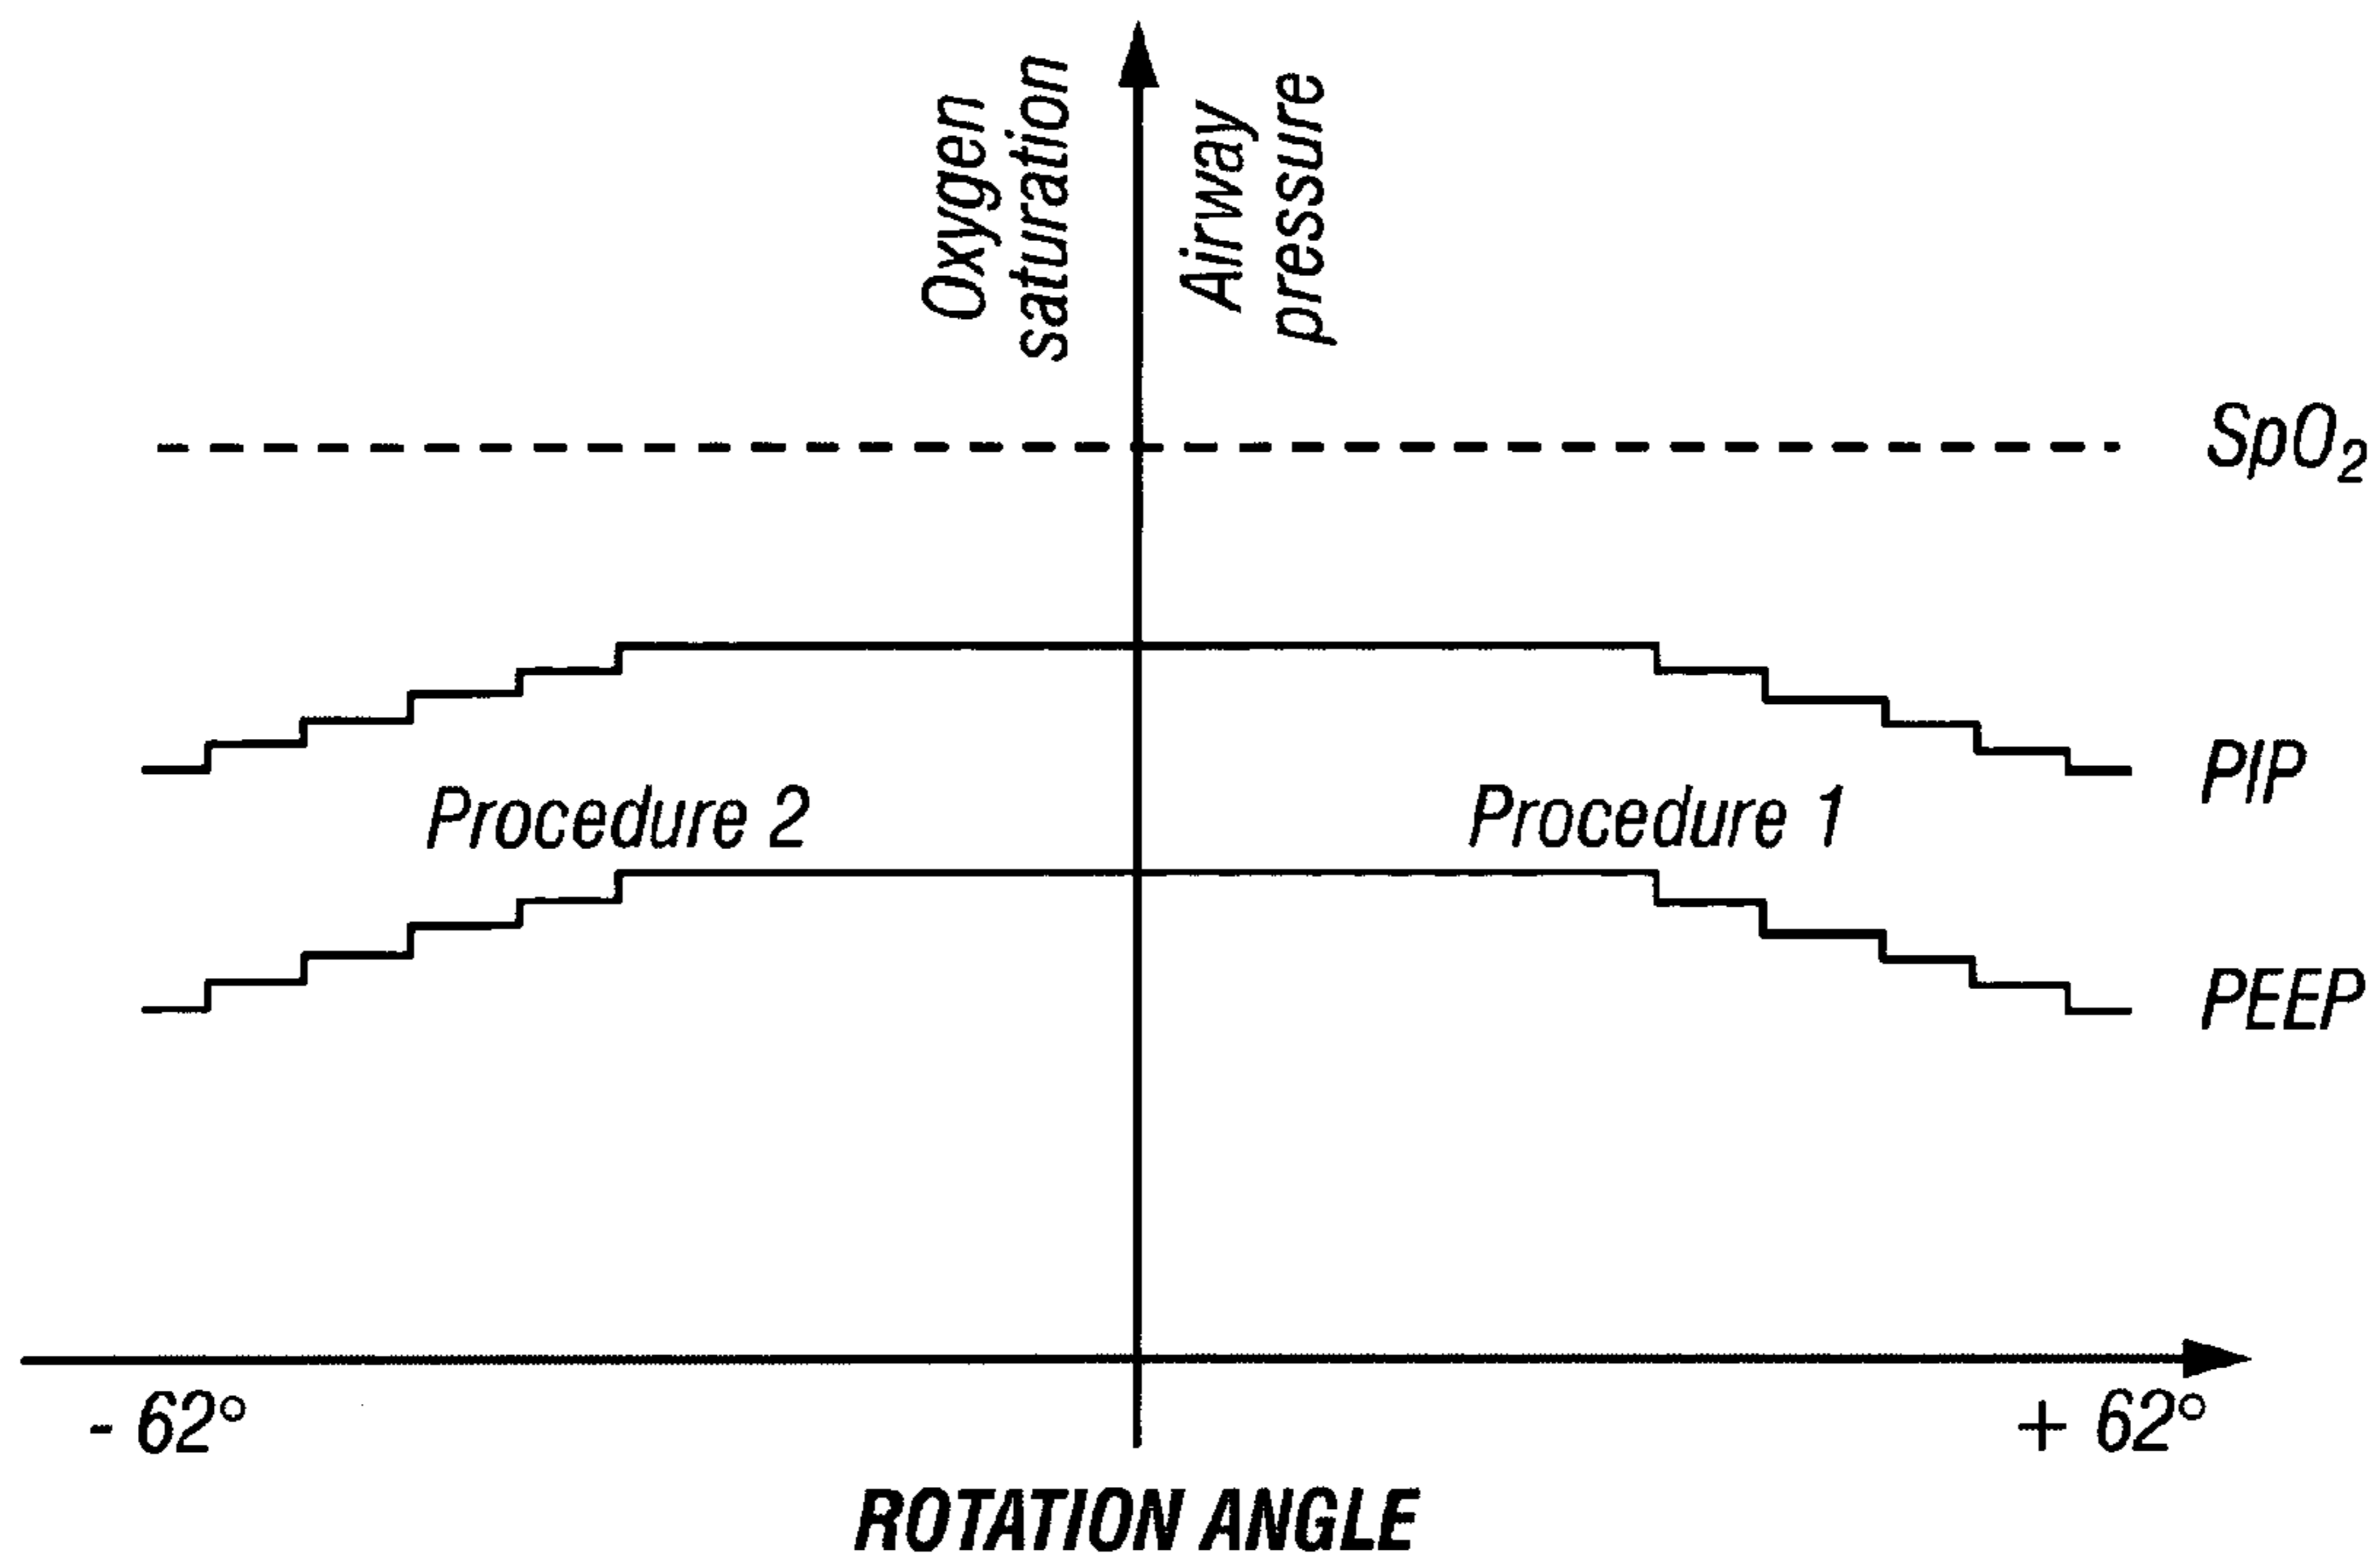 Oxygen
saturation
Airway
pressure
SpO₂
PIP
Procedure 2
Procedure 1
PEEP
- 62°
+ 62°
ROTATION ANGLE